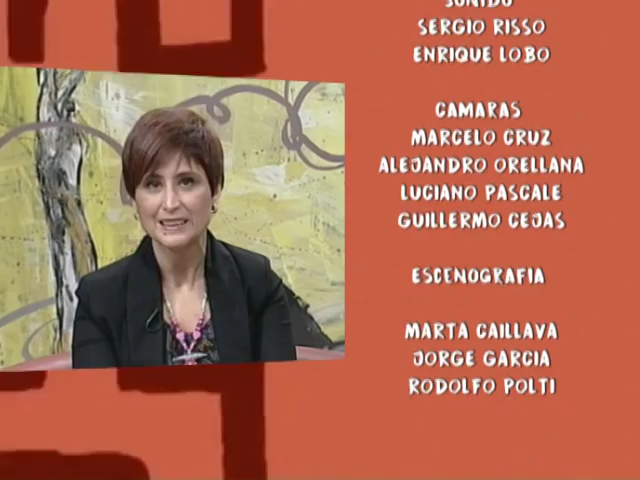 SONIDO
SERGIO RISSO
ENRIQUE LOBO
CAMARAS
MARCELO CRUZ
ALEJANDRO ORELLANA
LUCIANO PASCALE
GUILLERMO CEJAS
ESCENOGRAFIA
MARTA CAILLAVA
JORGE GARCIA
RODOLFO POLTI